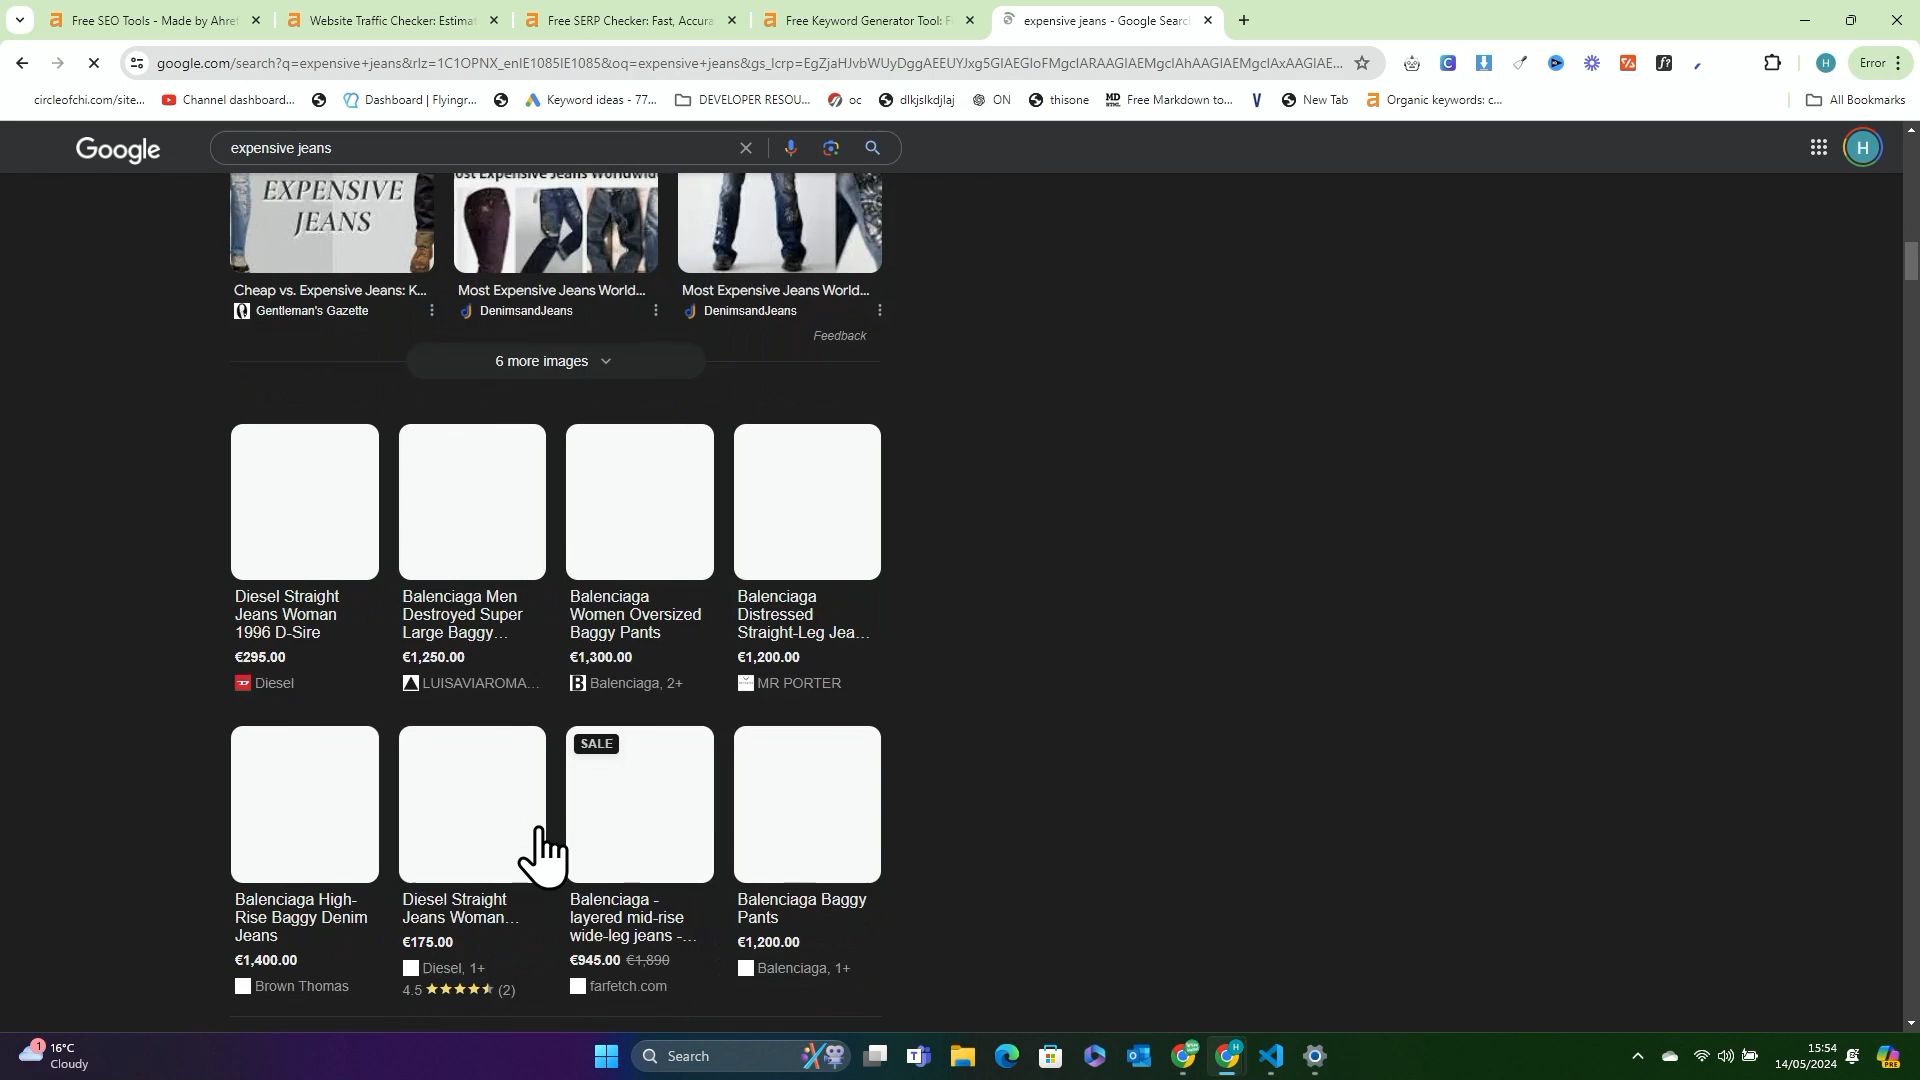 Free SEO Tools - Made by Ahref
Website Traffic Checker: Estimat
Free SERP Checker: Fast, Accura
Free Keyword Generator Tool: F
expensive jeans - Google Searc
google.com/search?q=expensive+jeans&rlz=1C1OPNX_enIE1085IE1085&oq=expensive+jeans&gs_lcrp=EgZjaHJvbWUyDggAEEUYJxg5GIAEGIoFMgcIARAAGIAEMgcIAhAAGIAEMgcIAxAAGIAE...
H
Error
circleofchi.com/site...
Channel dashboard...
Dashboard | Flyingr...
Keyword ideas - 77...
DEVELOPER RESOU...
oc
dlkjslkdjlaj
ON
thisone
Free Markdown to...
New Tab
Organic keywords: c...
All Bookmarks
Google
expensive jeans
H
EXPENSIVE
JEANS
ost Expensive Jeans Worldwid
Cheap vs. Expensive Jeans: K...
Gentleman's Gazette
Most Expensive Jeans World...
DenimsandJeans
Most Expensive Jeans World...
DenimsandJeans
Feedback
6 more images
Diesel Straight
Jeans Woman
1996 D-Sire
€295.00
Diesel
Balenciaga Men
Destroyed Super
Large Baggy...
€1,250.00
LUISAVIAROMA...
Balenciaga
Women Oversized
Baggy Pants
€1,300.00
Balenciaga, 2+
Balenciaga
Distressed
Straight-Leg Jea...
€1,200.00
MR PORTER
Balenciaga High-
Rise Baggy Denim
Jeans
€1,400.00
Brown Thomas
Diesel Straight
Jeans Woman...
€175.00
Diesel, 1+
4.5 (2)
SALE
Balenciaga -
layered mid-rise
wide-leg jeans -...
€945.00 €1,890
farfetch.com
Balenciaga Baggy
Pants
€1,200.00
Balenciaga, 1+
1
16°C
Cloudy
Search
15:54
14/05/2024